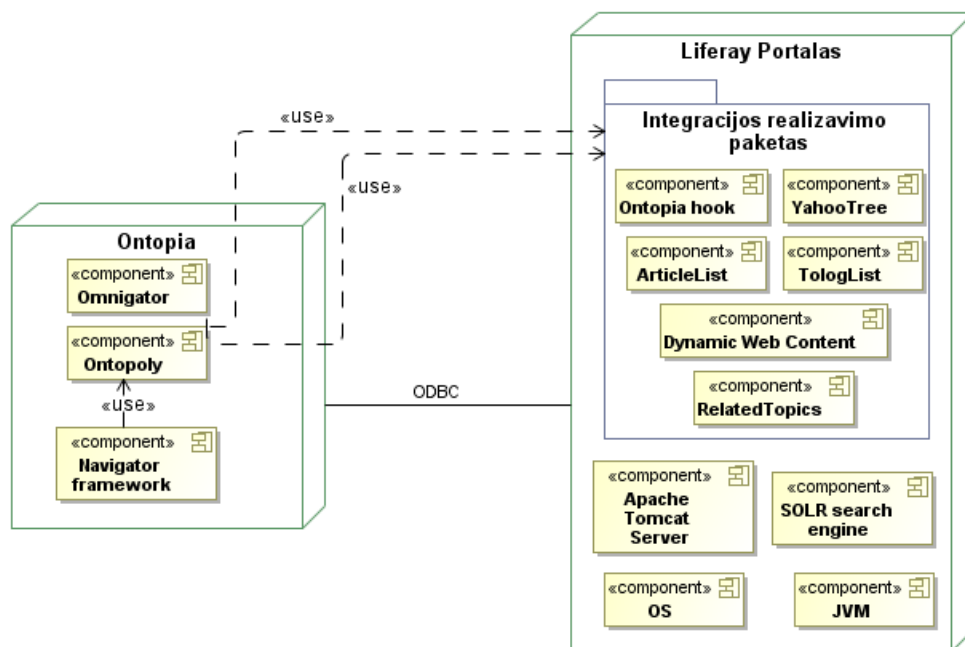 Liferay Portalas
Integracijos realizavimo
paketas
«component»
Ontopia hook
«component»
YahooTree
«component»
ArticleList
«component»
TologList
«component»
Dynamic Web Content
«component»
RelatedTopics
«component»
Apache
Tomcat
Server
«component»
SOLR search
engine
«component»
OS
«component»
JVM
«use»
«use»
Ontopia
«component»
Omnigator
«component»
Ontopoly
«use»
«component»
Navigator
framework
ODBC